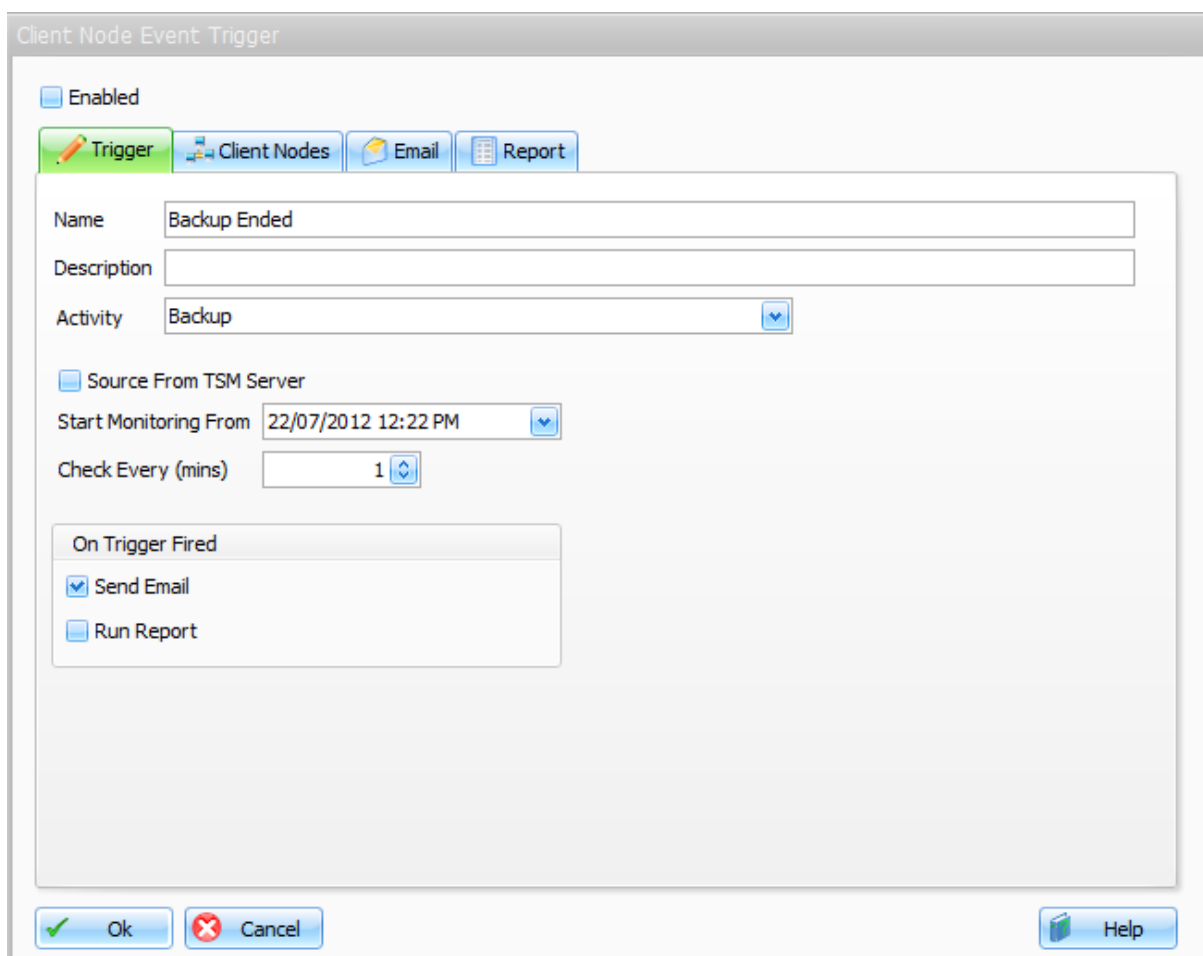 Client Node Event Trigger
Enabled
Trigger Client Nodes Email Report
Name Backup Ended
Description
Activity Backup
Source From TSM Server
Start Monitoring From 22/07/2012 12:22 PM
Check Every (mins) 1
On Trigger Fired
Send Email
Run Report
Ok Cancel Help